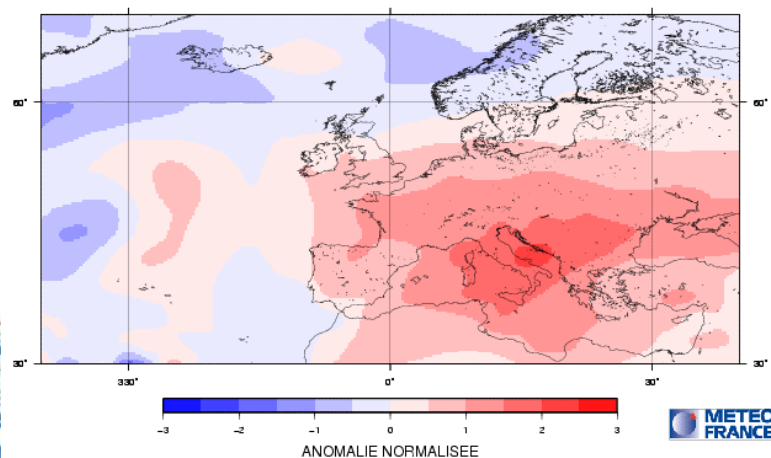 60° 60°
30° 30°
330° 0° 30°
-3 -2 -1 0 1 2 3
ANOMALIE NORMALISEE
METEO
FRANCE